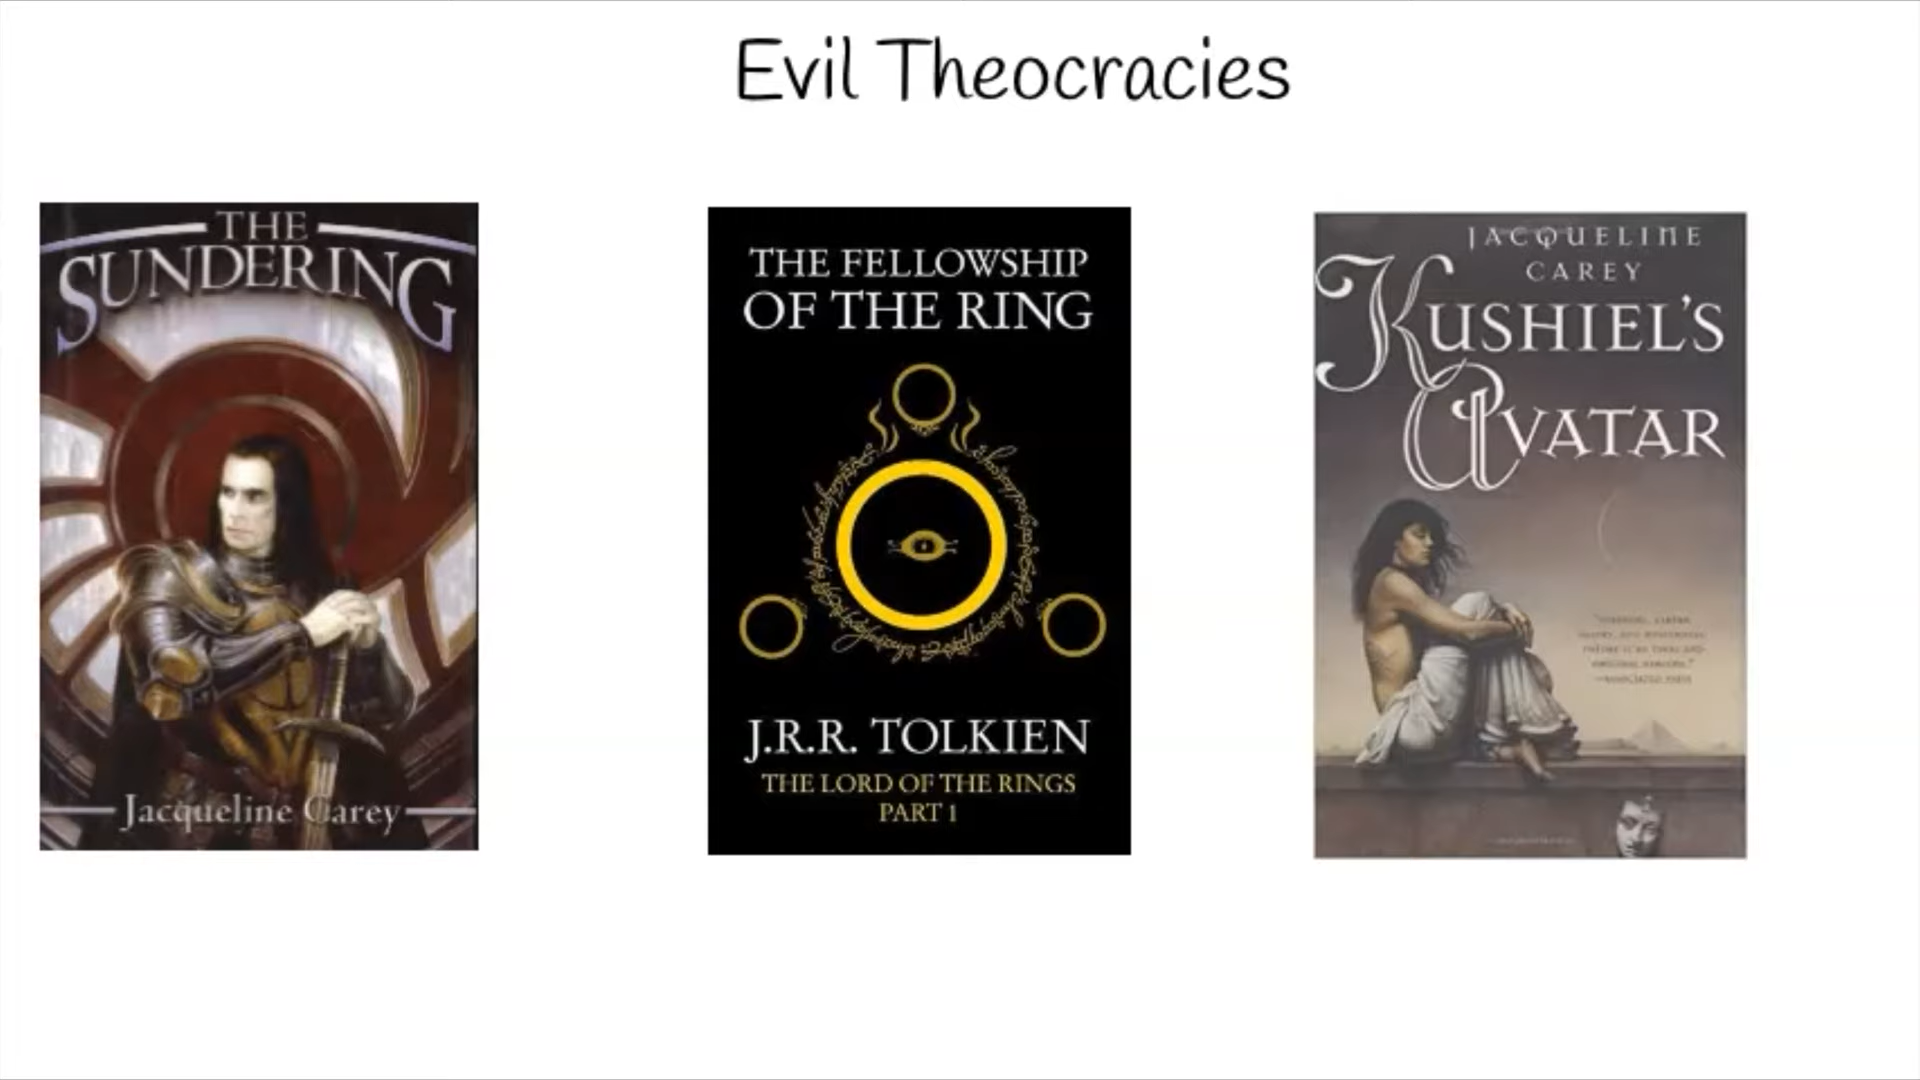 Evil Theocracies
THE
SUNDERING
Jacqueline Carey
THE FELLOWSHIP
OF THE RING
J.R.R. TOLKIEN
THE LORD OF THE RINGS
PART 1
JACQUELINE
CAREY
KUSHIEL'S
AVATAR